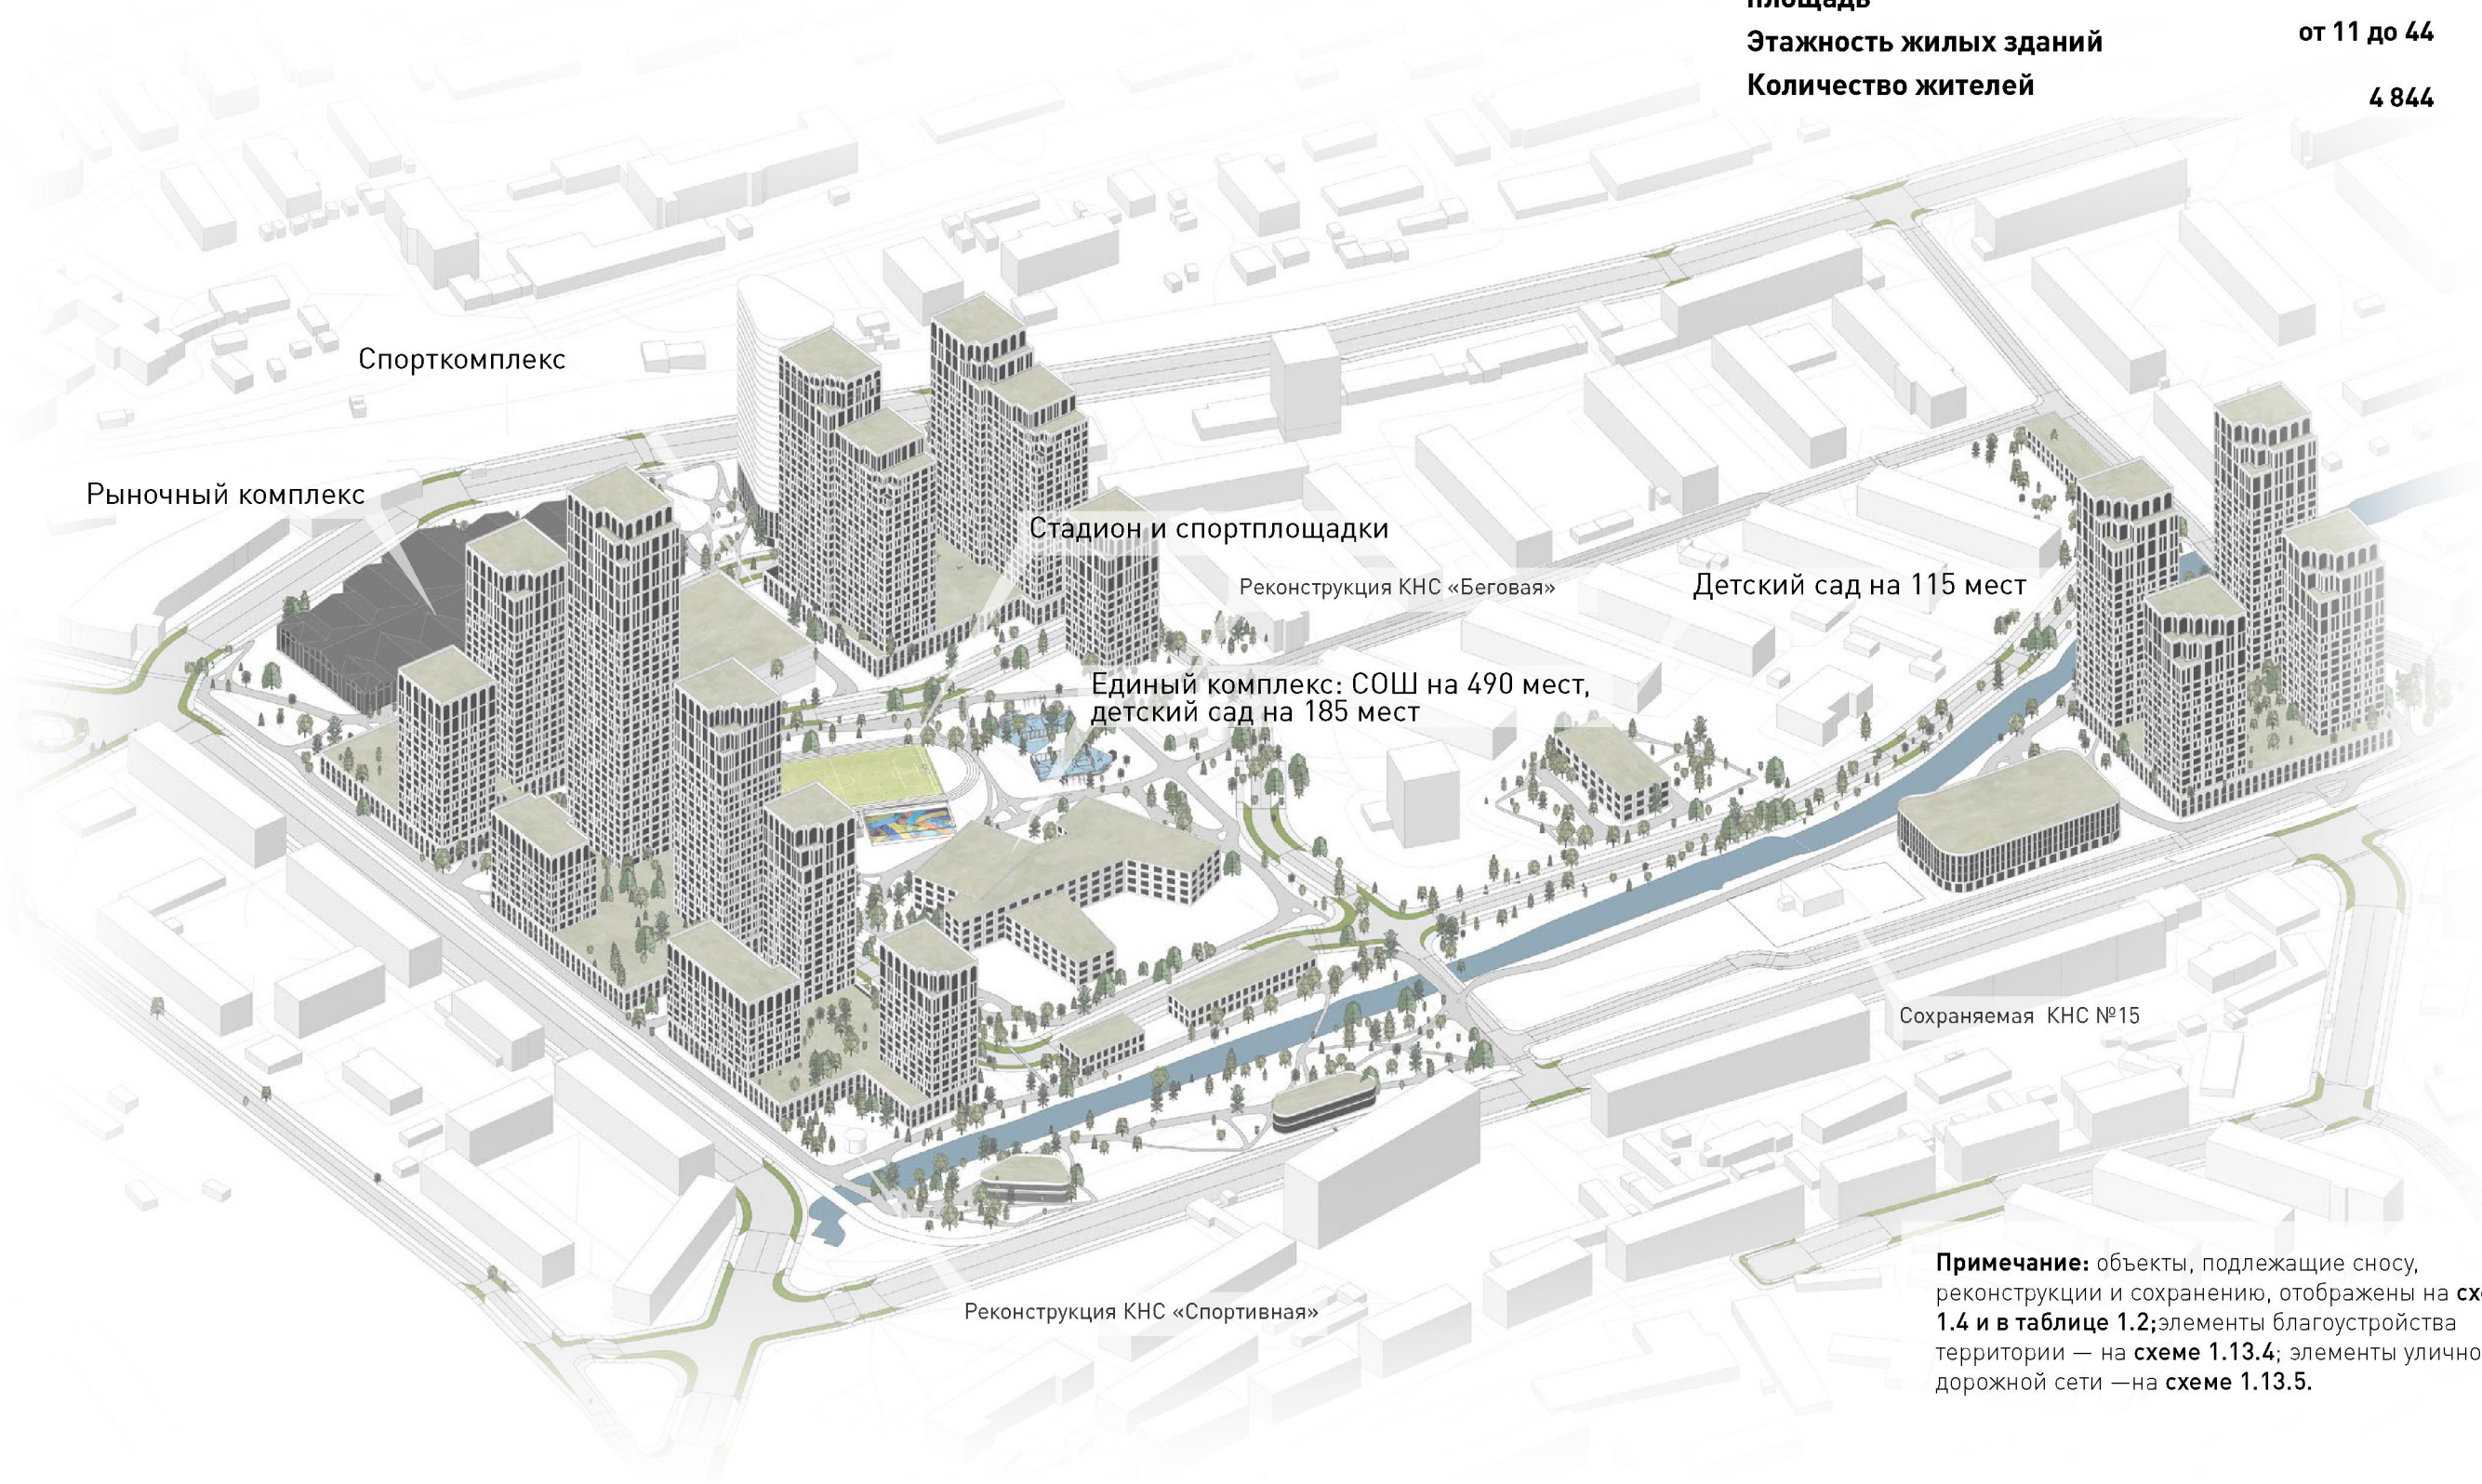 площадь
Этажность жилых зданий
от 11 до 44
Количество жителей
4 844
Спорткомплекс
Рыночный комплекс
Стадион и спортплощадки
Реконструкция КНС «Беговая»
Детский сад на 115 мест
Единый комплекс: СОШ на 490 мест,
детский сад на 185 мест
Сохраняемая КНС №15
Реконструкция КНС «Спортивная»
Примечание: объекты, подлежащие сносу,
реконструкции и сохранению, отображены на
1.4 и в таблице 1.2;элементы благоустройства
территории — на схеме 1.13.4; элементы улично
дорожной сети —на схеме 1.13.5.